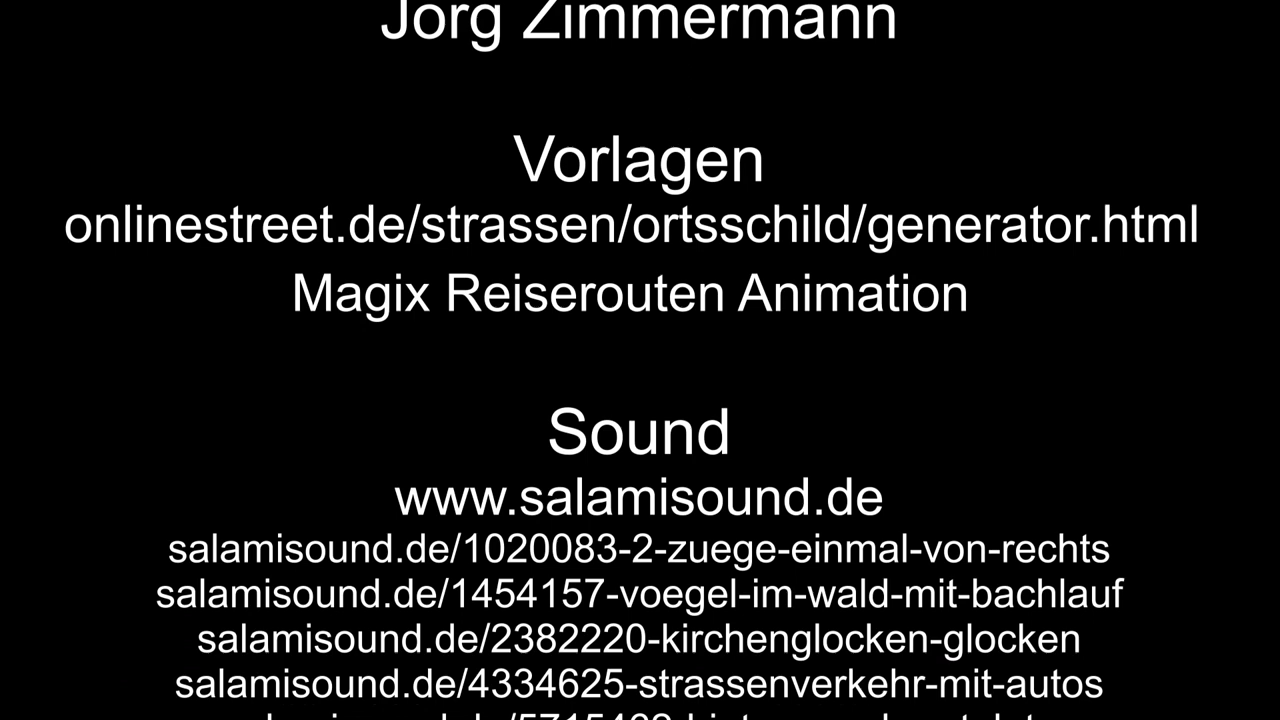 Jörg Zimmermann
Vorlagen
onlinestreet.de/strassen/ortsschild/generator.html
Magix Reiserouten Animation
Sound
www.salamisound.de
salamisound.de/1020083-2-zuege-einmal-von-rechts
salamisound.de/1454157-voegel-im-wald-mit-bachlauf
salamisound.de/2382220-kirchenglocken-glocken
salamisound.de/4334625-strassenverkehr-mit-autos